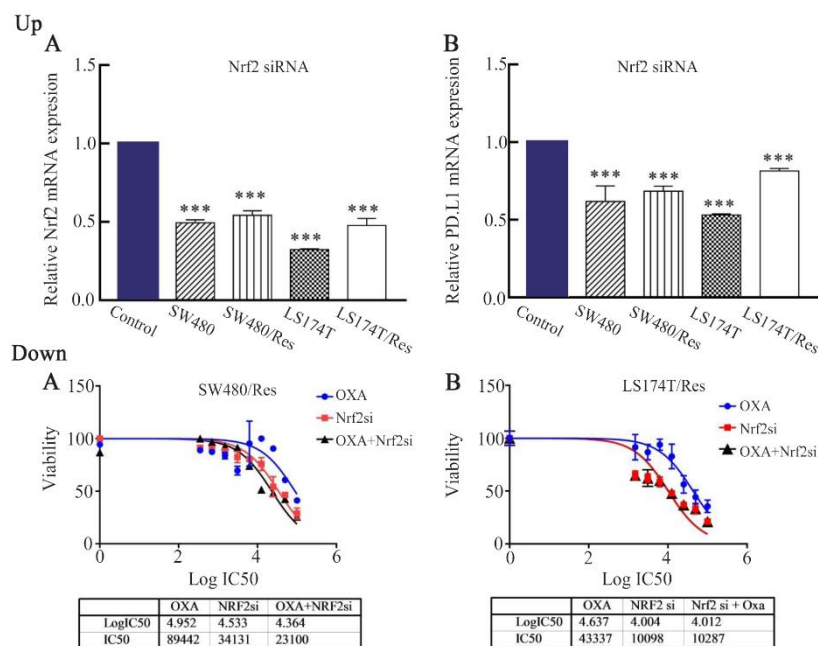 Up
A
Nrf2 siRNA
Relative Nrf2 mRNA expresion
1.5
1.0
0.5
0.0
***
***
***
***
Control
SW480
SW480/Res
LS174T
LS174T/Res
B
Nrf2 siRNA
Relative PD.L1 mRNA expresion
1.5
1.0
0.5
0.0
***
***
***
***
Control
SW480
SW480/Res
LS174T
LS174T/Res
Down
A
SW480/Res
Viability
150
100
50
0
0
2
4
6
Log IC50
OXA
Nrf2si
OXA+Nrf2si
OXA NRF2si OXA+NRF2si
LogIC50 4.952 4.533 4.364
IC50 89442 34131 23100
B
LS174T/Res
Viability
150
100
50
0
0
2
4
6
Log IC50
OXA
Nrf2si
OXA+Nrf2si
OXA NRF2 si Nrf2 si + Oxa
LogIC50 4.637 4.004 4.012
IC50 43337 10098 10287